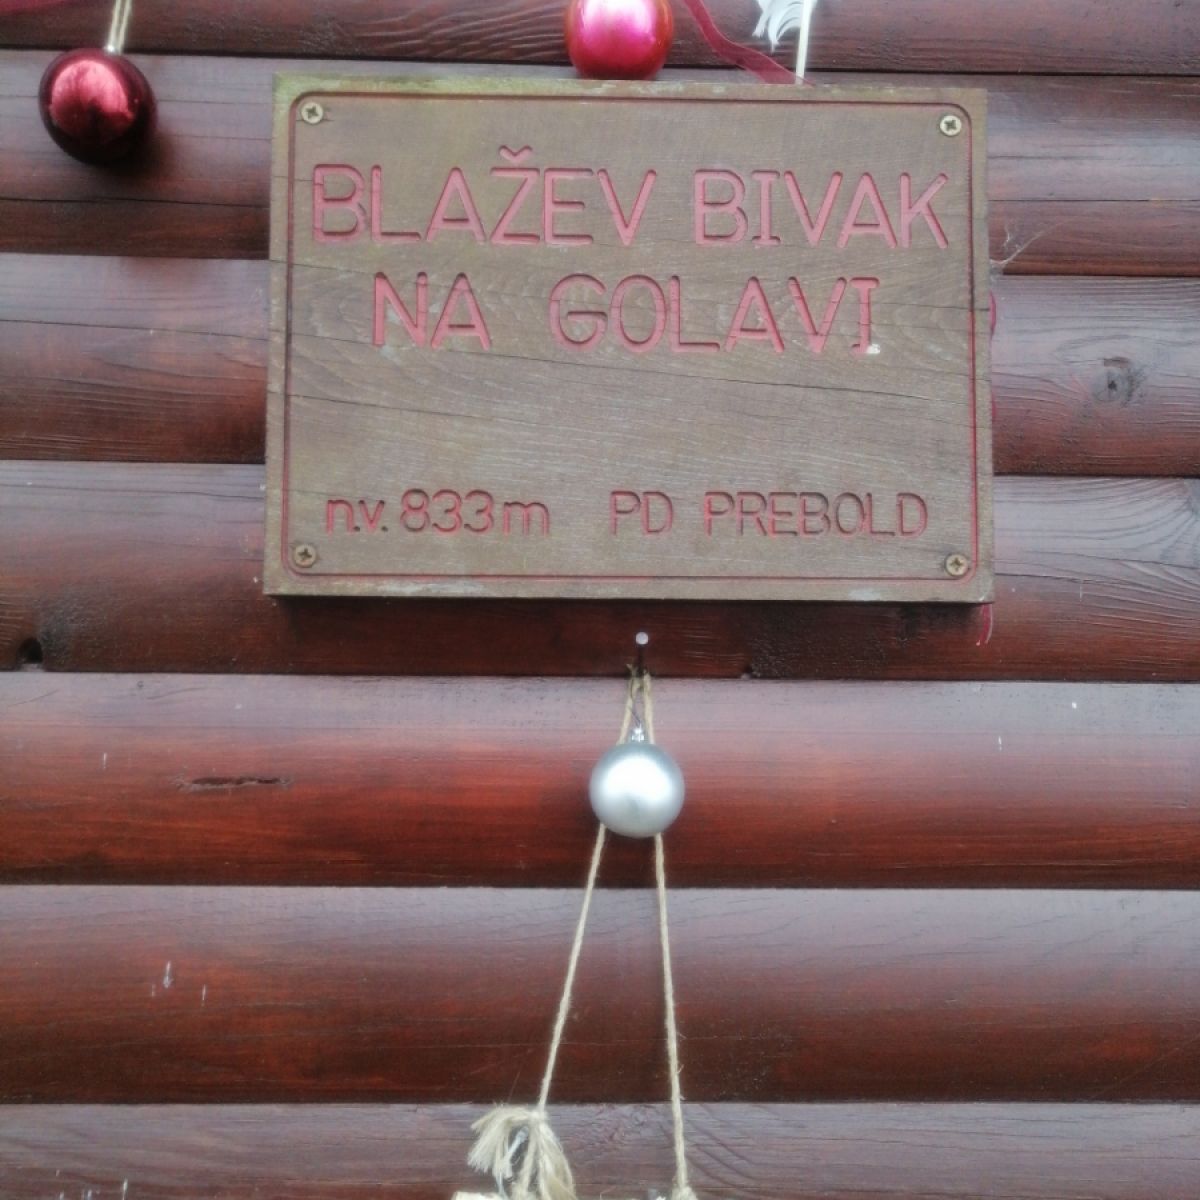 BLAŽEV BIVAK
NA GOLAVI
n.v. 833 m PD PREBOLD